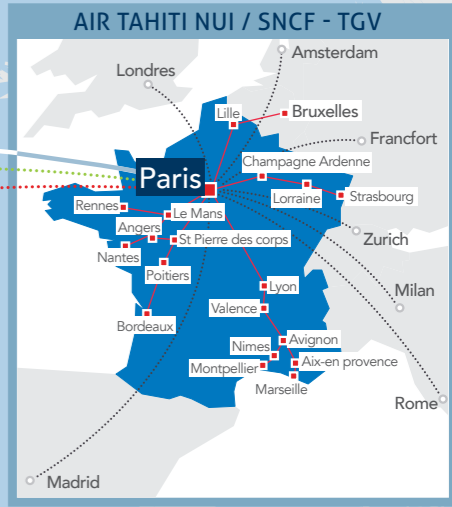 AIR TAHITI NUI / SNCF - TGV
Amsterdam
Londres
Lille
Bruxelles
Francfort
Champagne Ardenne
Paris
Lorraine
Strasbourg
Rennes
Le Mans
Angers
St Pierre des corps
Zurich
Nantes
Poitiers
Lyon
Milan
Valence
Bordeaux
Avignon
Nimes
Aix-en provence
Montpellier
Marseille
Rome
Madrid